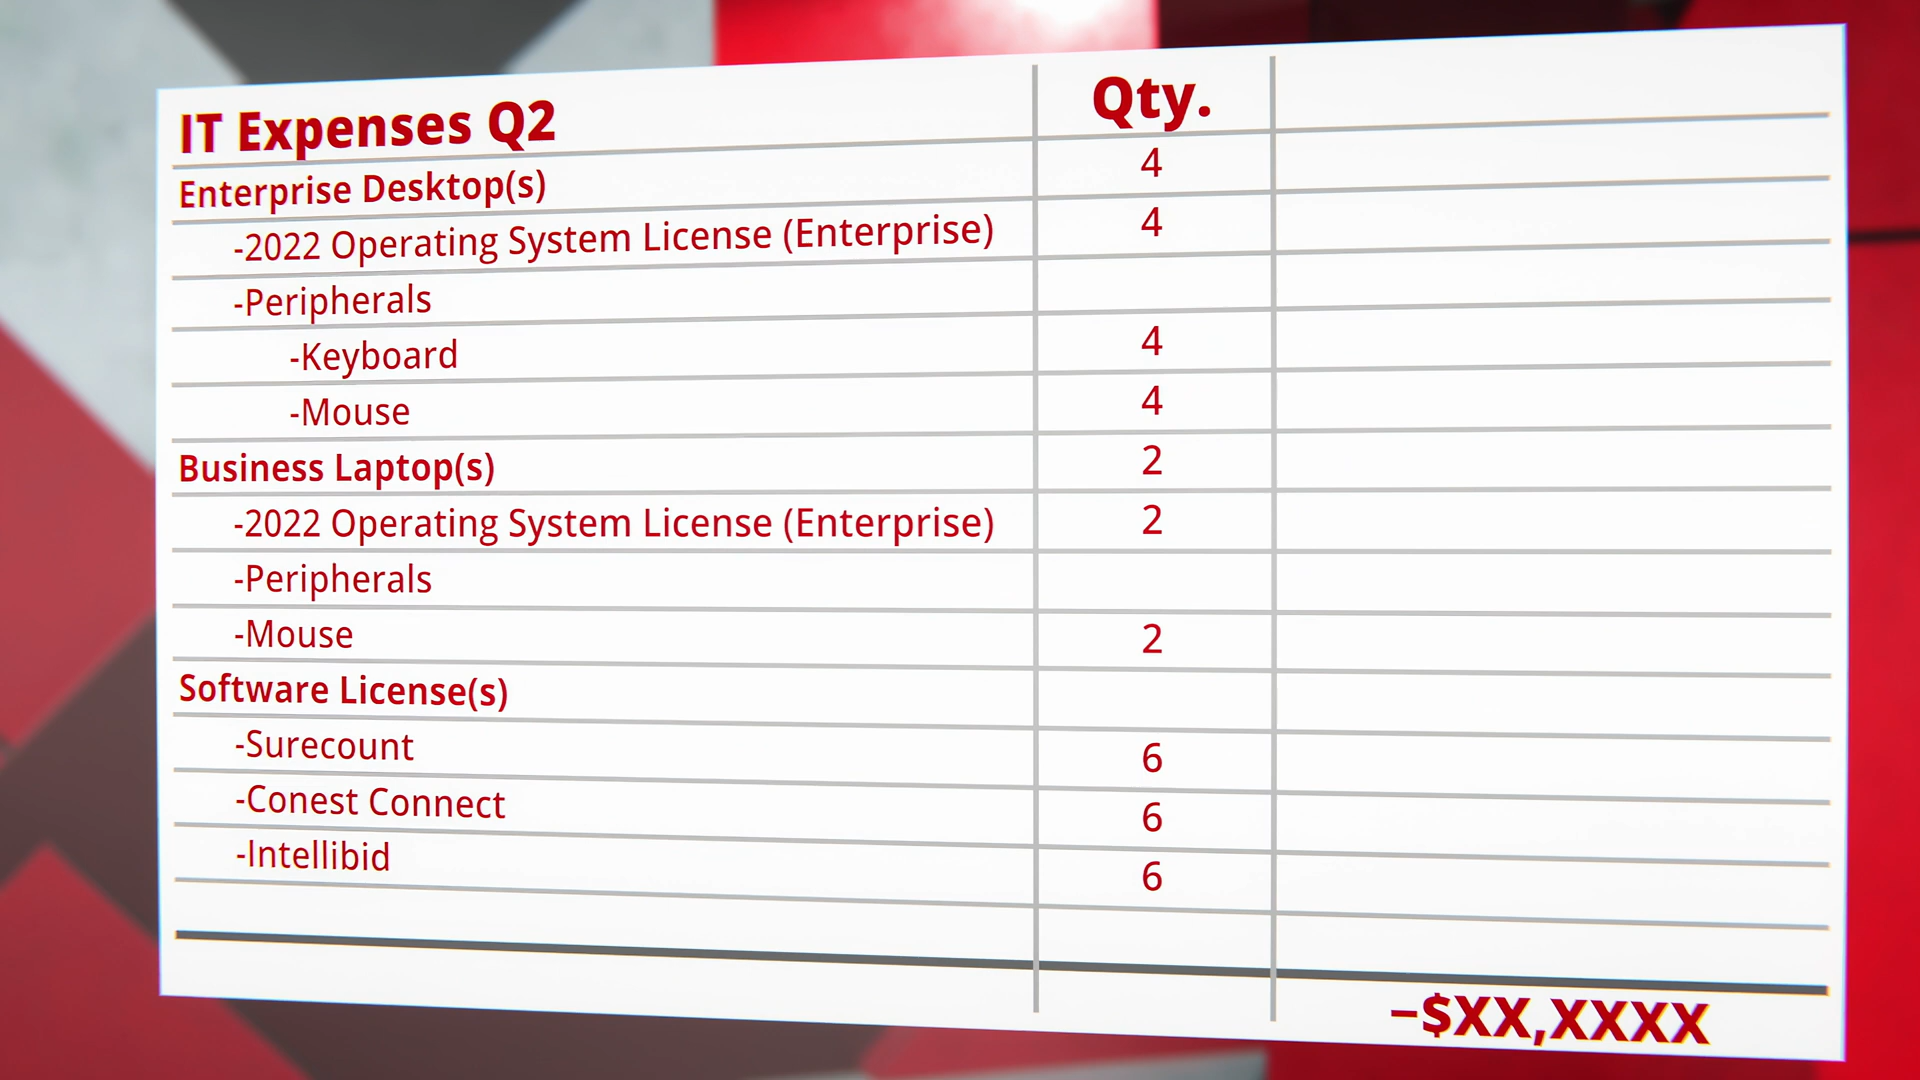 IT Expenses Q2 Qty.
Enterprise Desktop(s) 4
-2022 Operating System License (Enterprise) 4
-Peripherals
-Keyboard 4
-Mouse 4
Business Laptop(s) 2
-2022 Operating System License (Enterprise) 2
-Peripherals
-Mouse 2
Software License(s)
-Surecount 6
-Conest Connect 6
-Intellibid 6
–$XX,XXXX